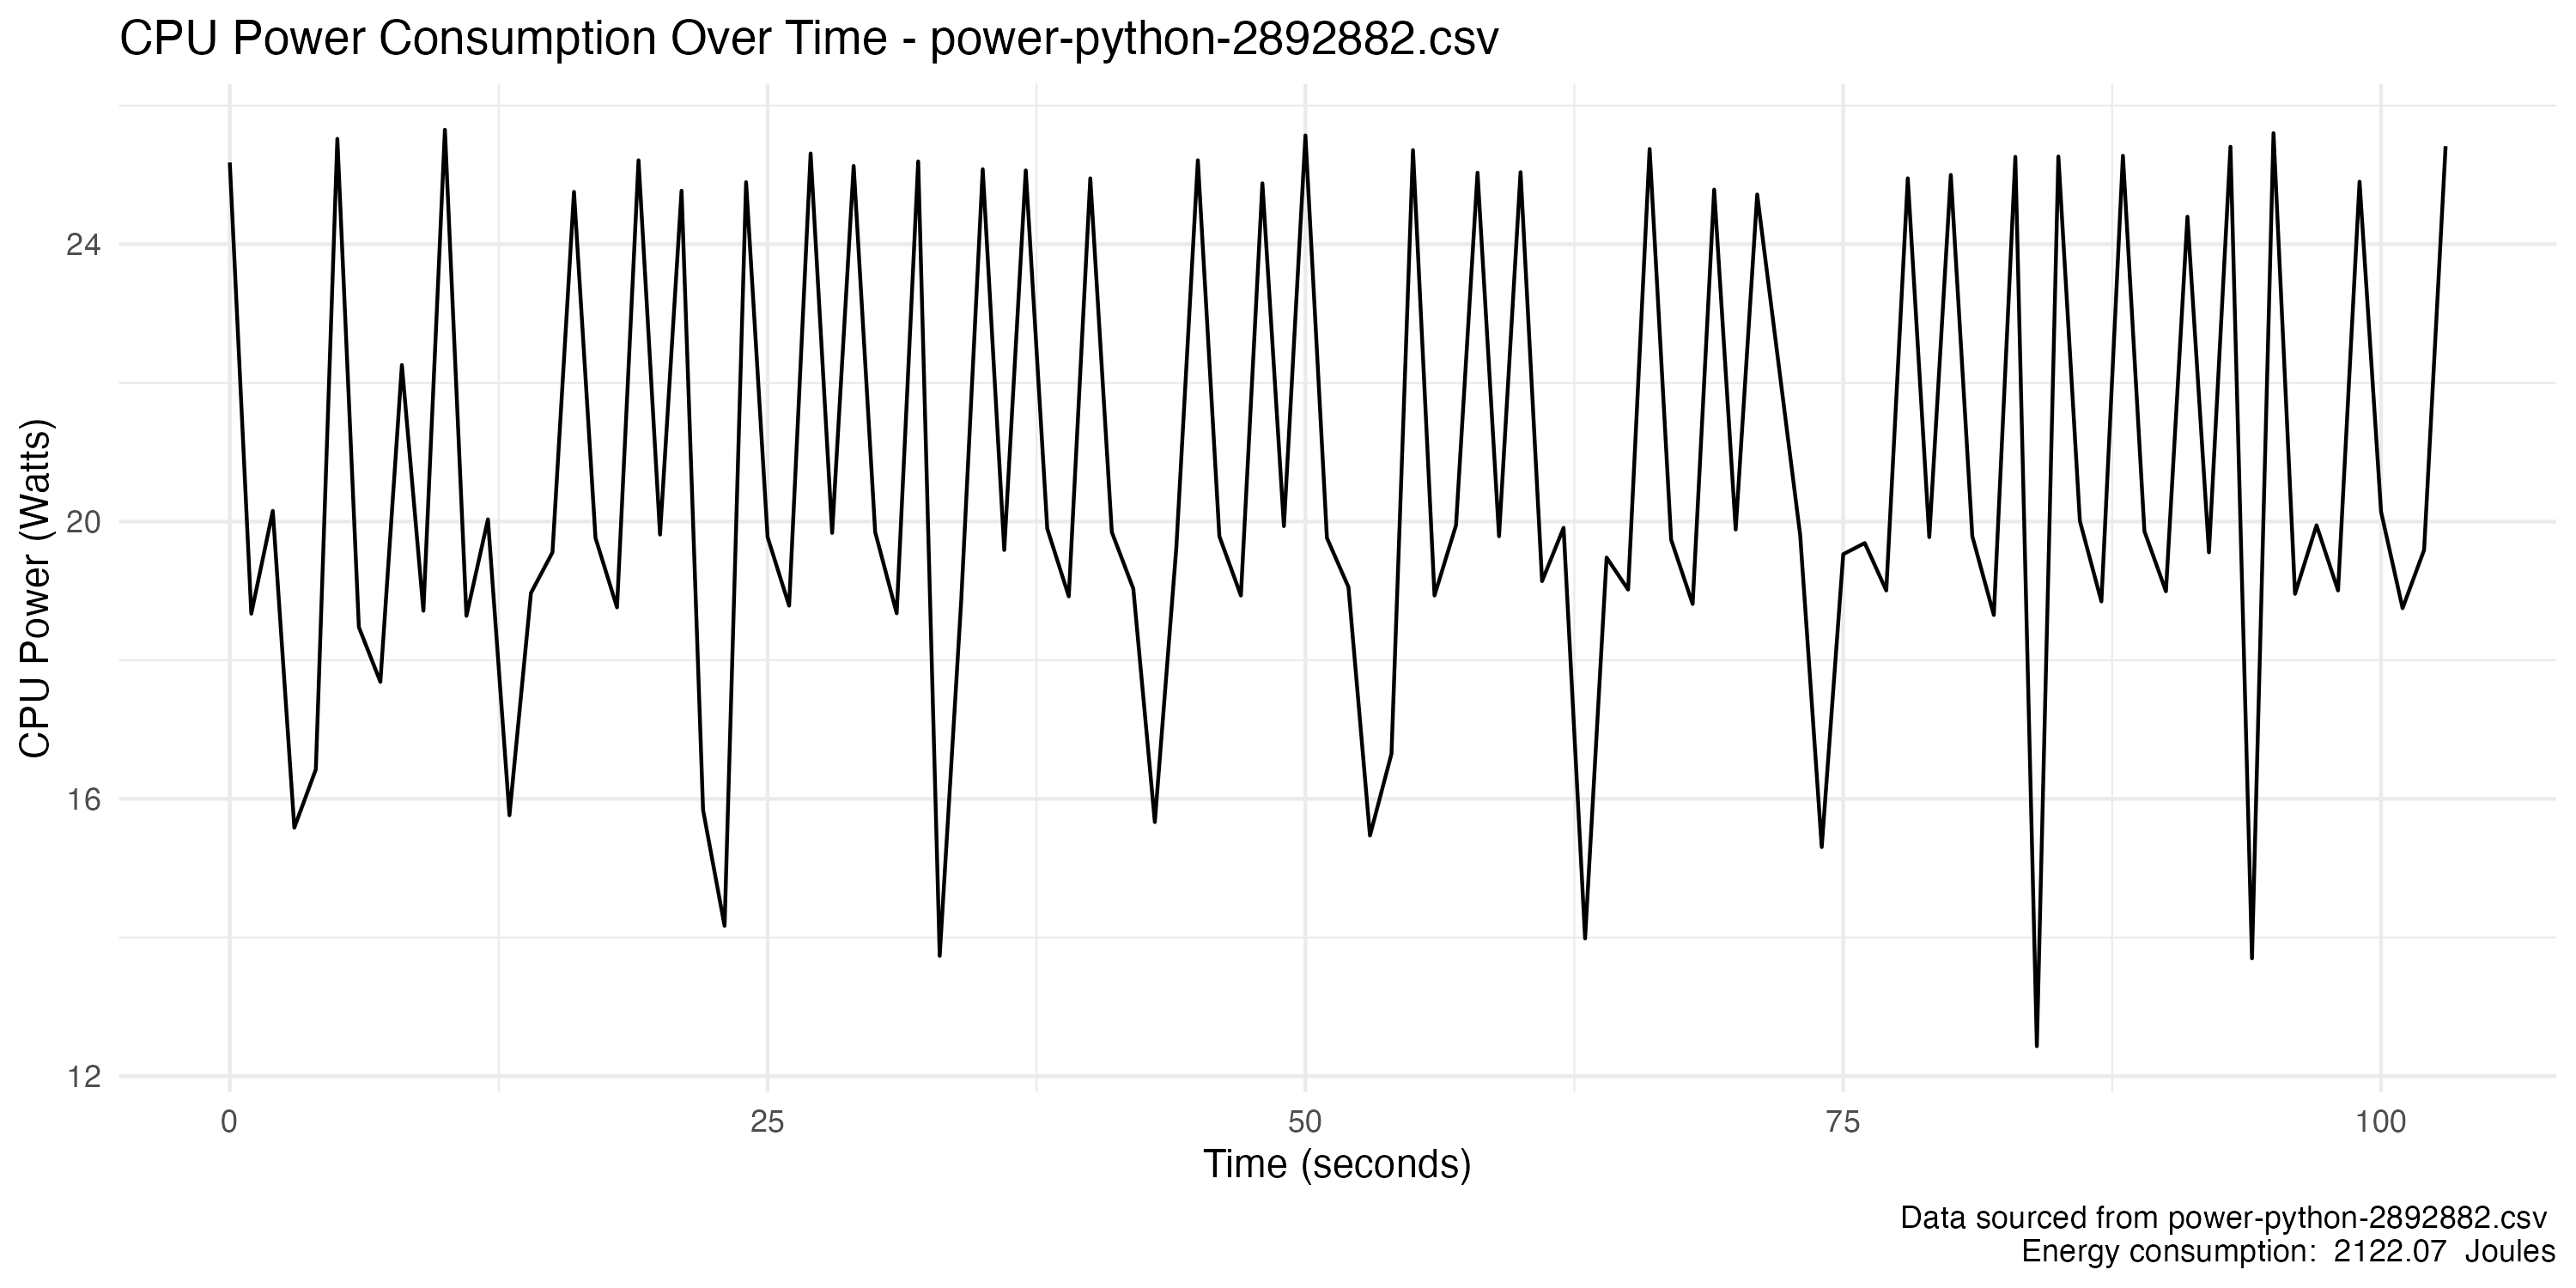 CPU Power Consumption Over Time - power-python-2892882.csv
CPU Power (Watts)
24
20
16
12
0 25 50 75 100
Time (seconds)
Data sourced from power-python-2892882.csv
Energy consumption: 2122.07 Joules